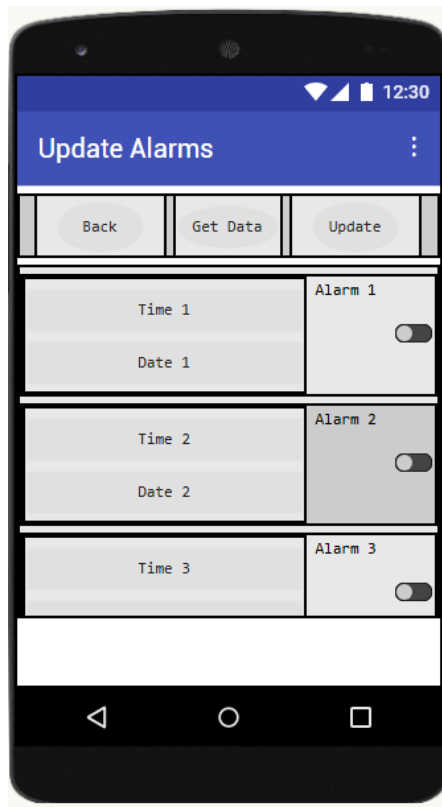 12:30
Update Alarms
Back Get Data Update
Alarm 1
Time 1
Date 1
Alarm 2
Time 2
Date 2
Alarm 3
Time 3